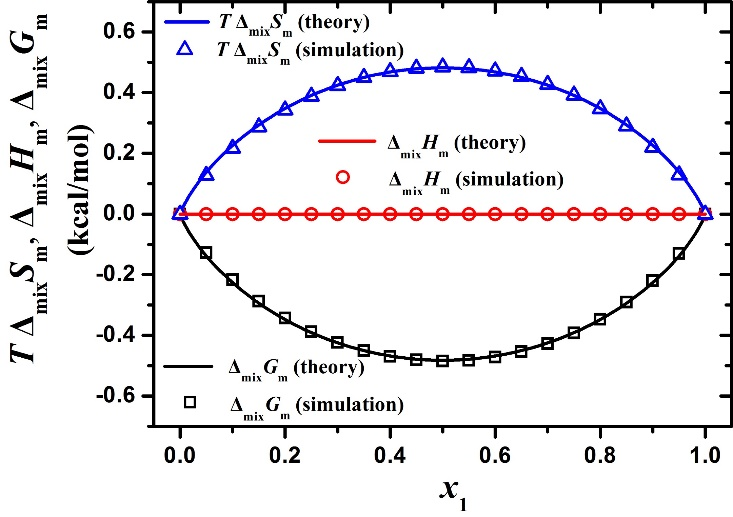 T Δmix Sm, Δmix Hm, Δmix Gm
(kcal/mol)
0.6
0.4
0.2
0.0
-0.2
-0.4
-0.6
T Δmix Sm (theory)
T Δmix Sm (simulation)
Δmix Hm (theory)
Δmix Hm (simulation)
Δmix Gm (theory)
Δmix Gm (simulation)
0.0 0.2 0.4 0.6 0.8 1.0
x1